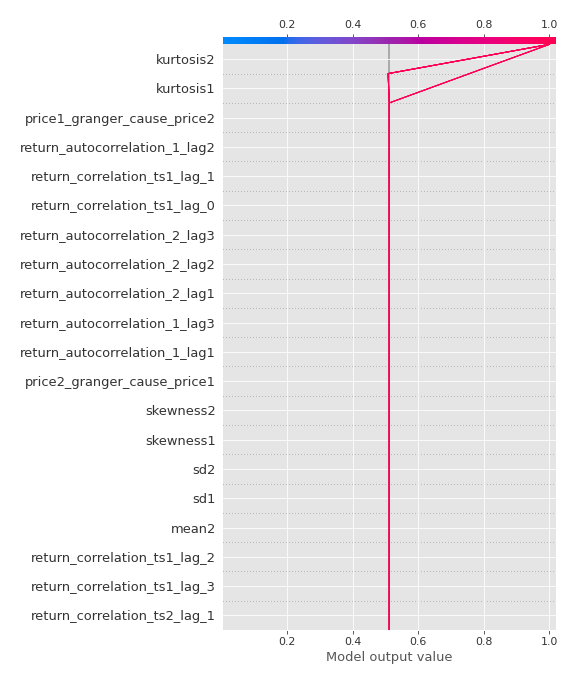 0.2 0.4 0.6 0.8 1.0
kurtosis2
kurtosis1
price1_granger_cause_price2
return_autocorrelation_1_lag2
return_correlation_ts1_lag_1
return_correlation_ts1_lag_0
return_autocorrelation_2_lag3
return_autocorrelation_2_lag2
return_autocorrelation_2_lag1
return_autocorrelation_1_lag3
return_autocorrelation_1_lag1
price2_granger_cause_price1
skewness2
skewness1
sd2
sd1
mean2
return_correlation_ts1_lag_2
return_correlation_ts1_lag_3
return_correlation_ts2_lag_1
0.2 0.4 0.6 0.8 1.0
Model output value